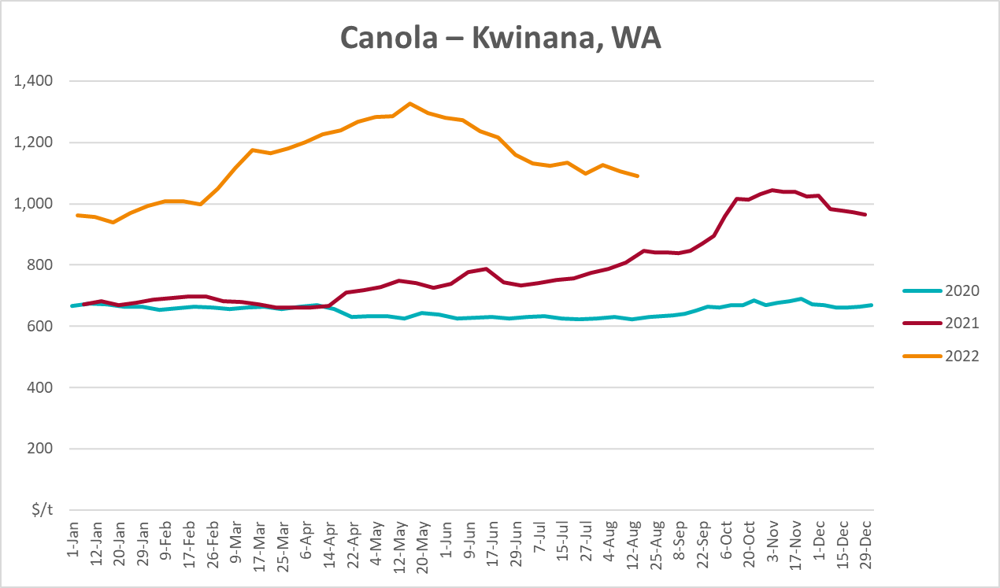 Canola – Kwinana, WA
1,400
1,200
1,000
800
600
400
200
$/t
1-Jan
12-Jan
20-Jan
29-Jan
9-Feb
17-Feb
26-Feb
9-Mar
17-Mar
25-Mar
6-Apr
14-Apr
22-Apr
4-May
12-May
20-May
1-Jun
9-Jun
17-Jun
29-Jun
7-Jul
15-Jul
27-Jul
4-Aug
12-Aug
25-Aug
8-Sep
22-Sep
6-Oct
20-Oct
3-Nov
17-Nov
1-Dec
15-Dec
29-Dec
2020
2021
2022